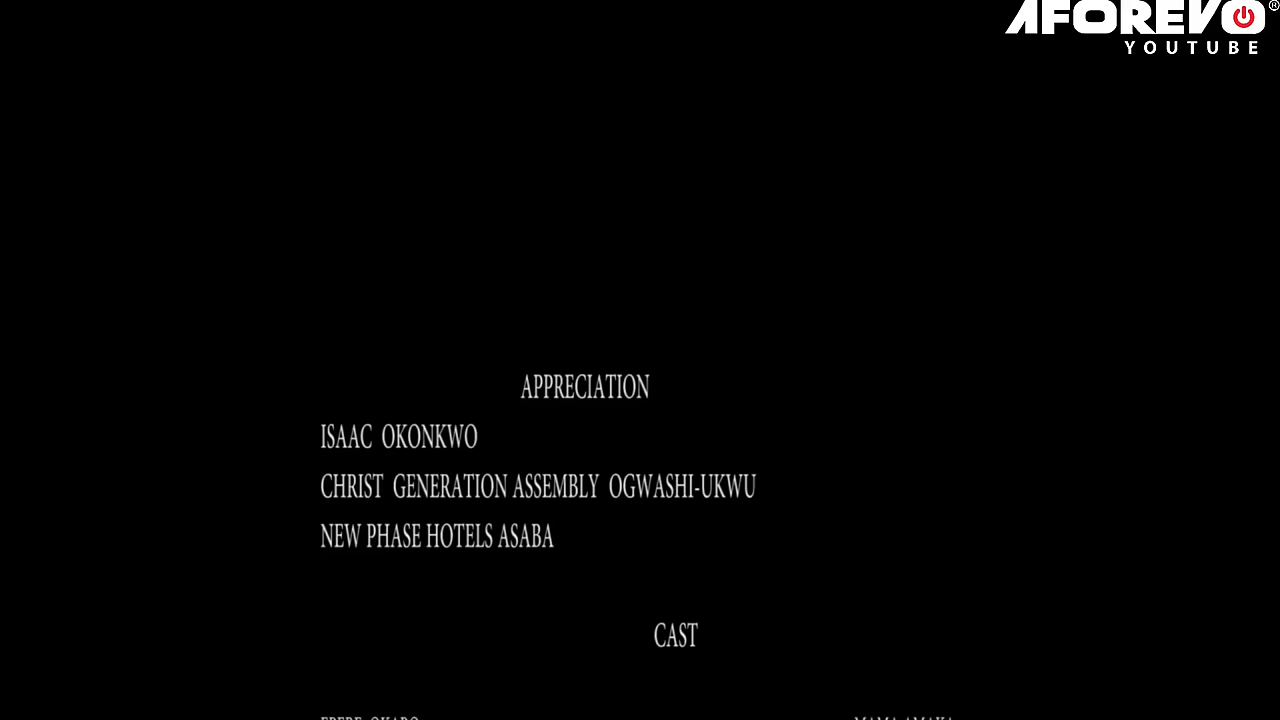 AFOREVO®
YOUTUBE
APPRECIATION
ISAAC OKONKWO
CHRIST GENERATION ASSEMBLY OGWASHI-UKWU
NEW PHASE HOTELS ASABA
CAST